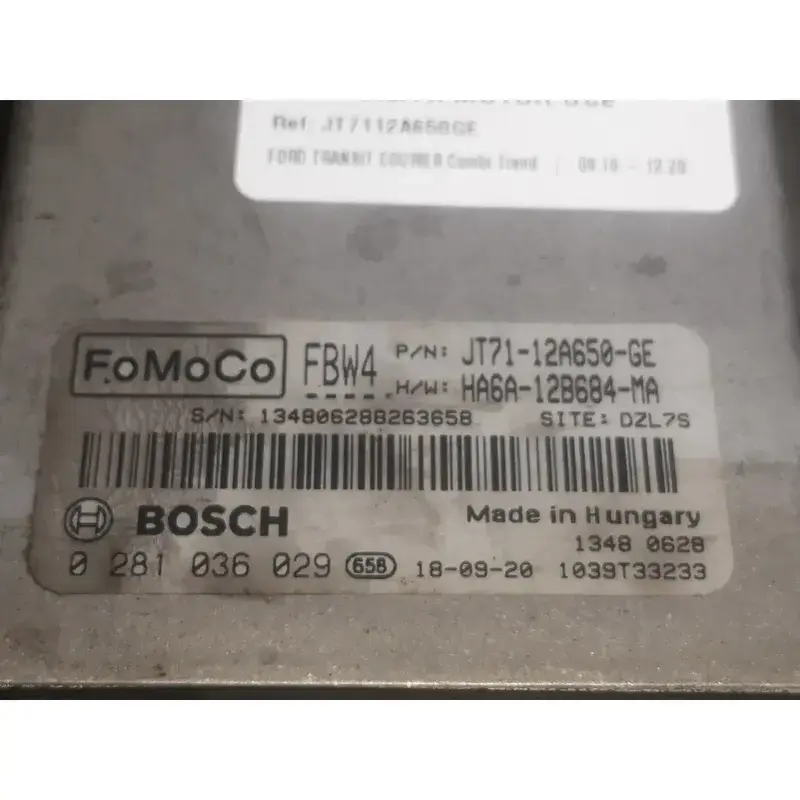 Ref: JT7112A650GE
FORD TRANSIT COURIER Combi Trend | 09.18 - 12.20
FoMoCo FBW4 P/N: JT71-12A650-GE
H/W: HA6A-12B684-MA
S/N: 134806288263658 SITE: DZL7S
BOSCH Made in Hungary
1348 0628
0 281 036 029 658 18-09-20 1039T33233